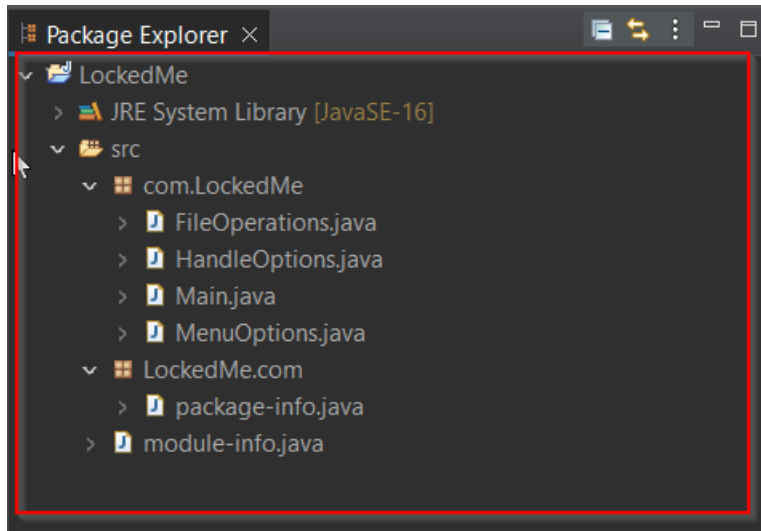 Package Explorer
LockedMe
JRE System Library [JavaSE-16]
src
com.LockedMe
FileOperations.java
HandleOptions.java
Main.java
MenuOptions.java
LockedMe.com
package-info.java
module-info.java